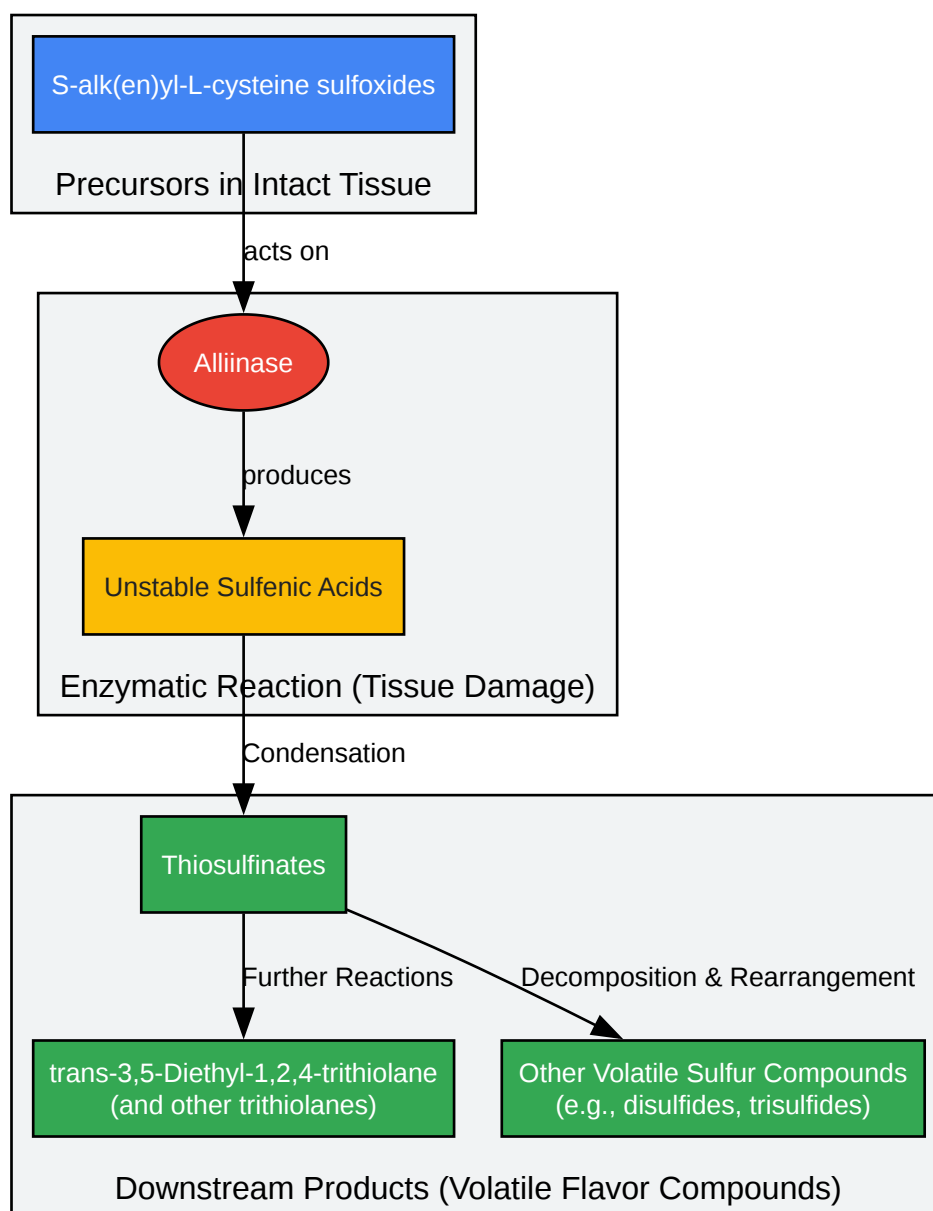 S-alk(en)yl-L-cysteine sulfoxides
Precursors in Intact Tissue
acts on
Alliinase
produces
Unstable Sulfenic Acids
Enzymatic Reaction (Tissue Damage)
Condensation
Thiosulfinates
Further Reactions
Decomposition & Rearrangement
trans-3,5-Diethyl-1,2,4-trithiolane
(and other trithiolanes)
Other Volatile Sulfur Compounds
(e.g., disulfides, trisulfides)
Downstream Products (Volatile Flavor Compounds)